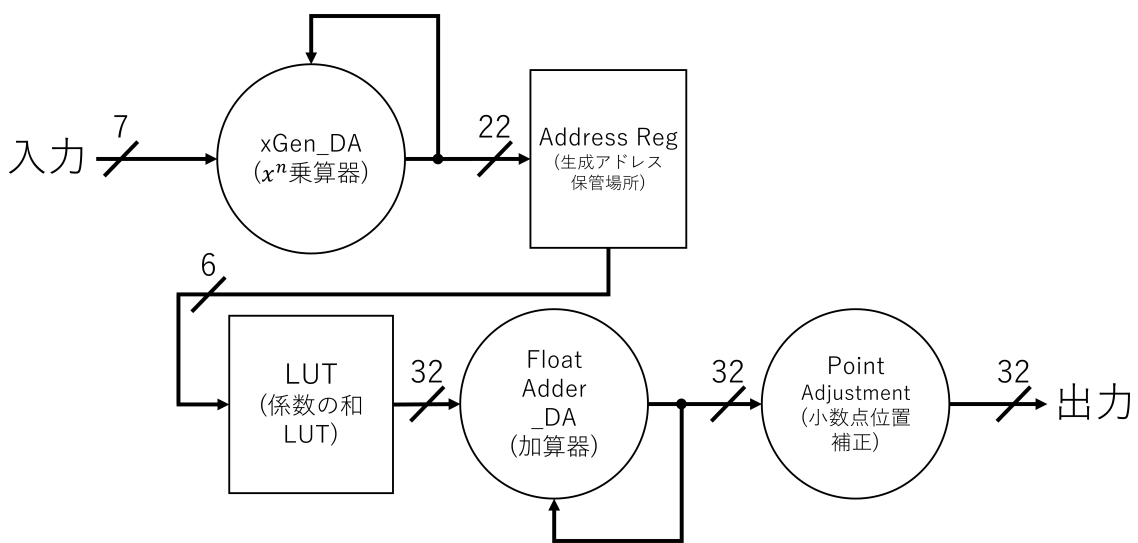 入力
7
xGen_DA
(xⁿ乗算器)
22
Address Reg
(生成アドレス
保管場所)
6
LUT
(係数の和
LUT)
32
Float
Adder
_DA
(加算器)
32
Point
Adjustment
(小数点位置
補正)
32
出力